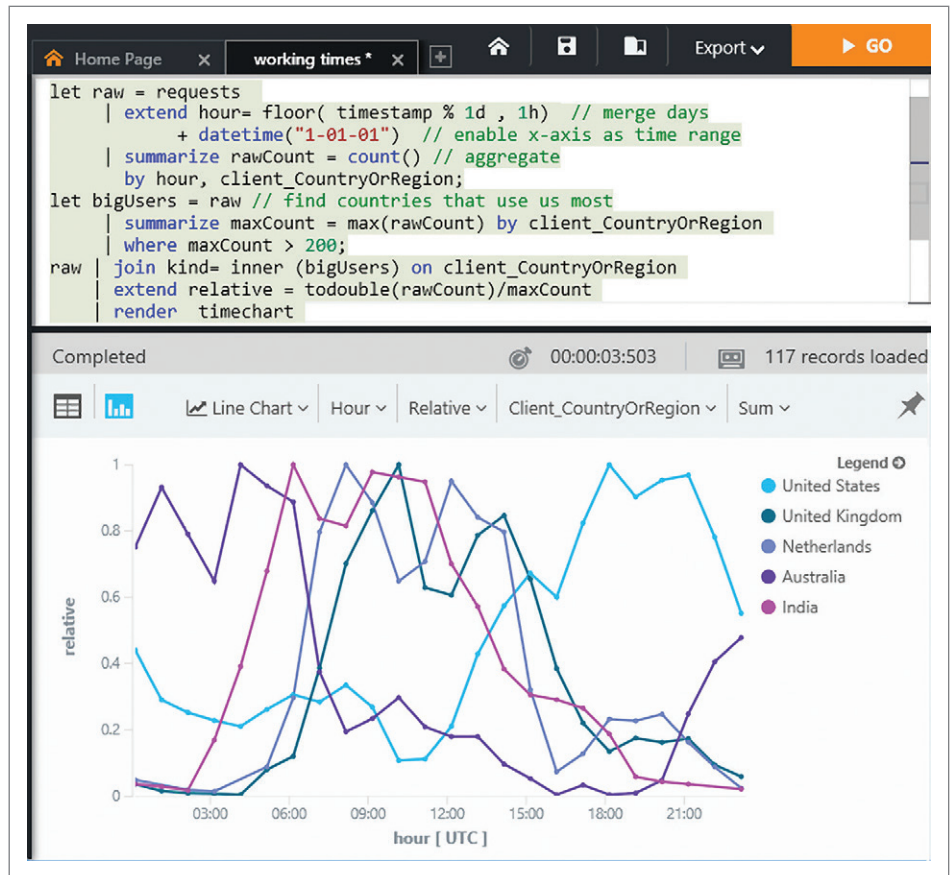 Home Page
working times *
Export
GO
let raw = requests
| extend hour= floor( timestamp % 1d , 1h) // merge days
+ datetime("1-01-01") // enable x-axis as time range
| summarize rawCount = count() // aggregate
by hour, client_CountryOrRegion;
let bigUsers = raw // find countries that use us most
| summarize maxCount = max(rawCount) by client_CountryOrRegion
| where maxCount > 200;
raw | join kind= inner (bigUsers) on client_CountryOrRegion
| extend relative = todouble(rawCount)/maxCount
| render timechart
Completed 00:00:03:503 117 records loaded
Line Chart Hour Relative Client_CountryOrRegion Sum
Legend
United States
United Kingdom
Netherlands
Australia
India
1
0.8
0.6
0.4
0.2
0
relative
03:00 06:00 09:00 12:00 15:00 18:00 21:00
hour [ UTC ]